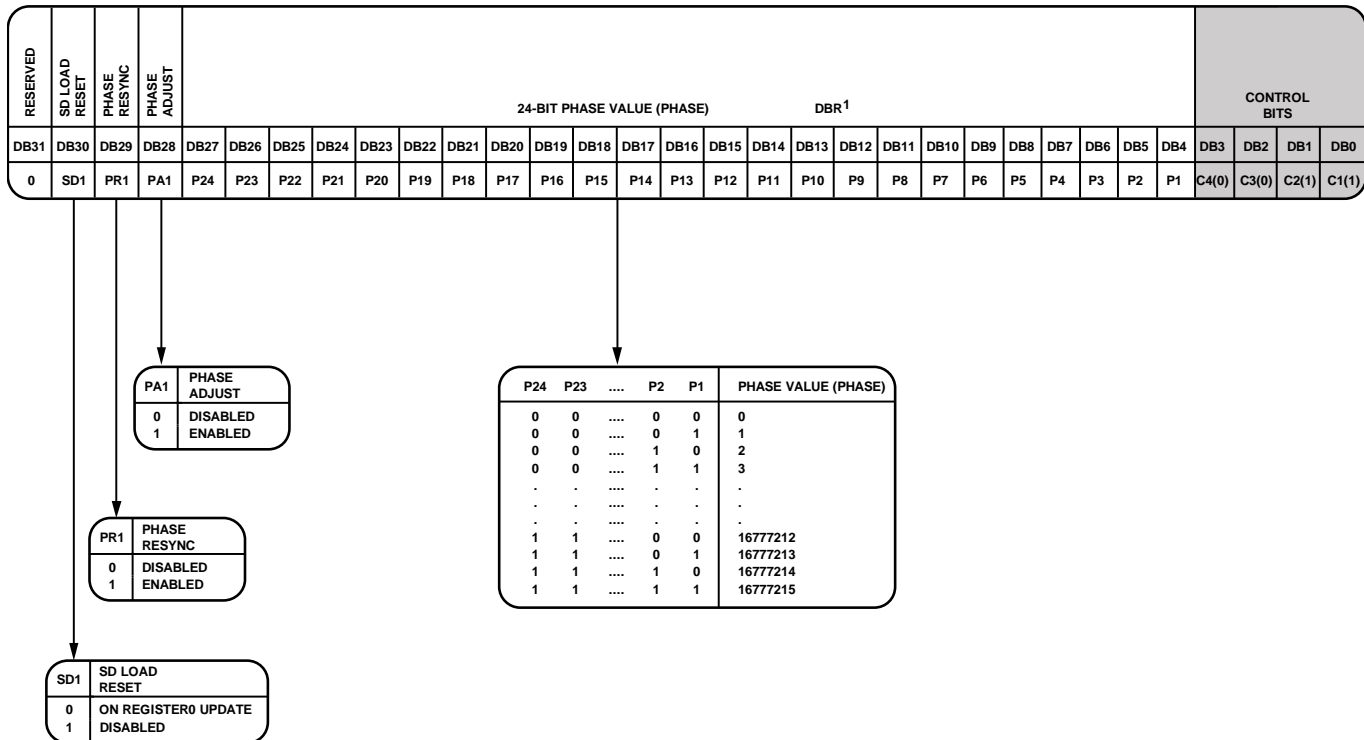 RESERVED
SD LOAD
RESET
PHASE
RESYNC
PHASE
ADJUST
24-BIT PHASE VALUE (PHASE) DBR1
CONTROL
BITS
DB31 DB30 DB29 DB28 DB27 DB26 DB25 DB24 DB23 DB22 DB21 DB20 DB19 DB18 DB17 DB16 DB15 DB14 DB13 DB12 DB11 DB10 DB9 DB8 DB7 DB6 DB5 DB4 DB3 DB2 DB1 DB0
0 SD1 PR1 PA1 P24 P23 P22 P21 P20 P19 P18 P17 P16 P15 P14 P13 P12 P11 P10 P9 P8 P7 P6 P5 P4 P3 P2 P1 C4(0) C3(0) C2(1) C1(1)
PA1 PHASE
ADJUST
0 DISABLED
1 ENABLED
P24 P23 .... P2 P1 PHASE VALUE (PHASE)
0 0 .... 0 0 0
0 0 .... 0 1 1
0 0 .... 1 0 2
0 0 .... 1 1 3
. . .... . . .
. . .... . . .
. . .... . . .
1 1 .... 0 0 16777212
1 1 .... 0 1 16777213
1 1 .... 1 0 16777214
1 1 .... 1 1 16777215
PR1 PHASE
RESYNC
0 DISABLED
1 ENABLED
SD1 SD LOAD
RESET
0 ON REGISTER0 UPDATE
1 DISABLED